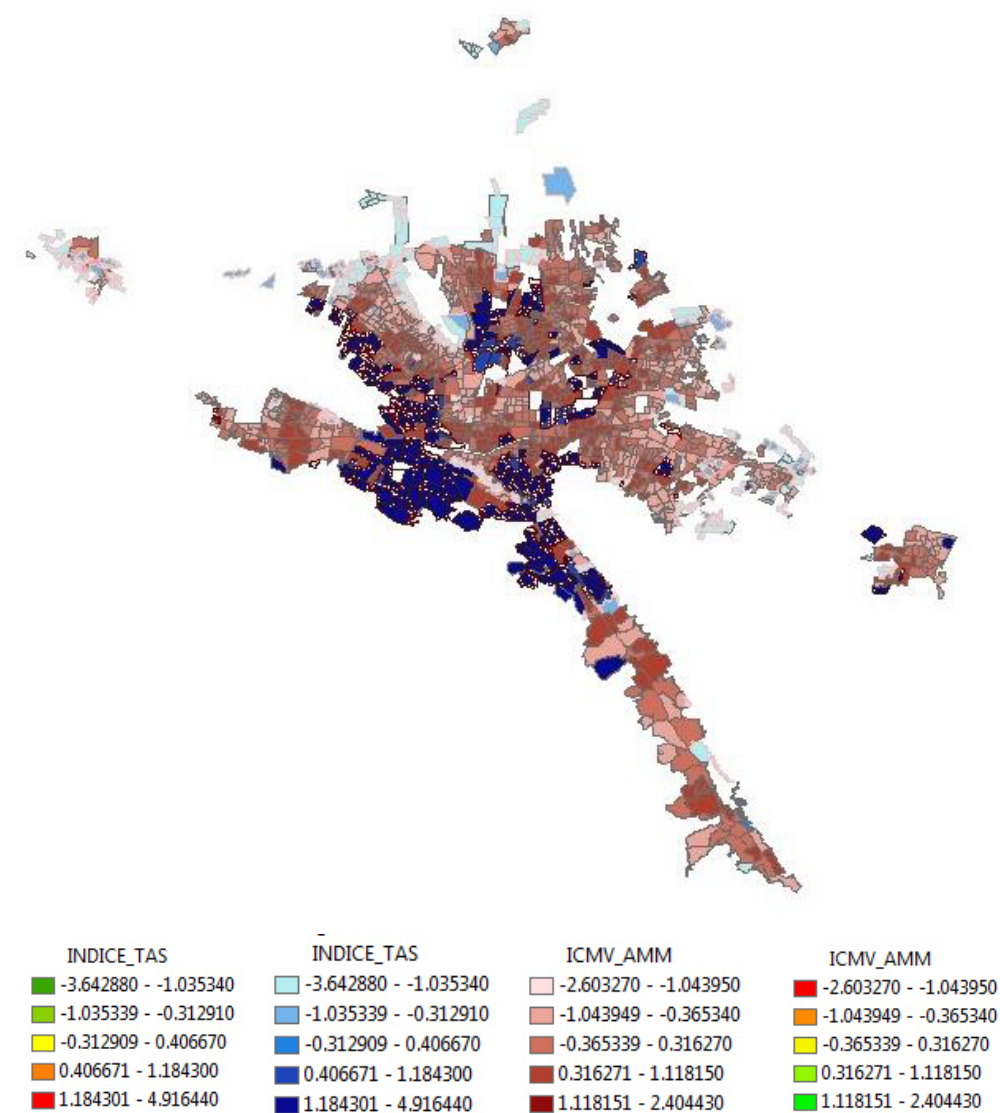 INDICE_TAS
-3.642880 - -1.035340
-1.035339 - -0.312910
-0.312909 - 0.406670
0.406671 - 1.184300
1.184301 - 4.916440
INDICE_TAS
-3.642880 - -1.035340
-1.035339 - -0.312910
-0.312909 - 0.406670
0.406671 - 1.184300
1.184301 - 4.916440
ICMV_AMM
-2.603270 - -1.043950
-1.043949 - -0.365340
-0.365339 - 0.316270
0.316271 - 1.118150
1.118151 - 2.404430
ICMV_AMM
-2.603270 - -1.043950
-1.043949 - -0.365340
-0.365339 - 0.316270
0.316271 - 1.118150
1.118151 - 2.404430